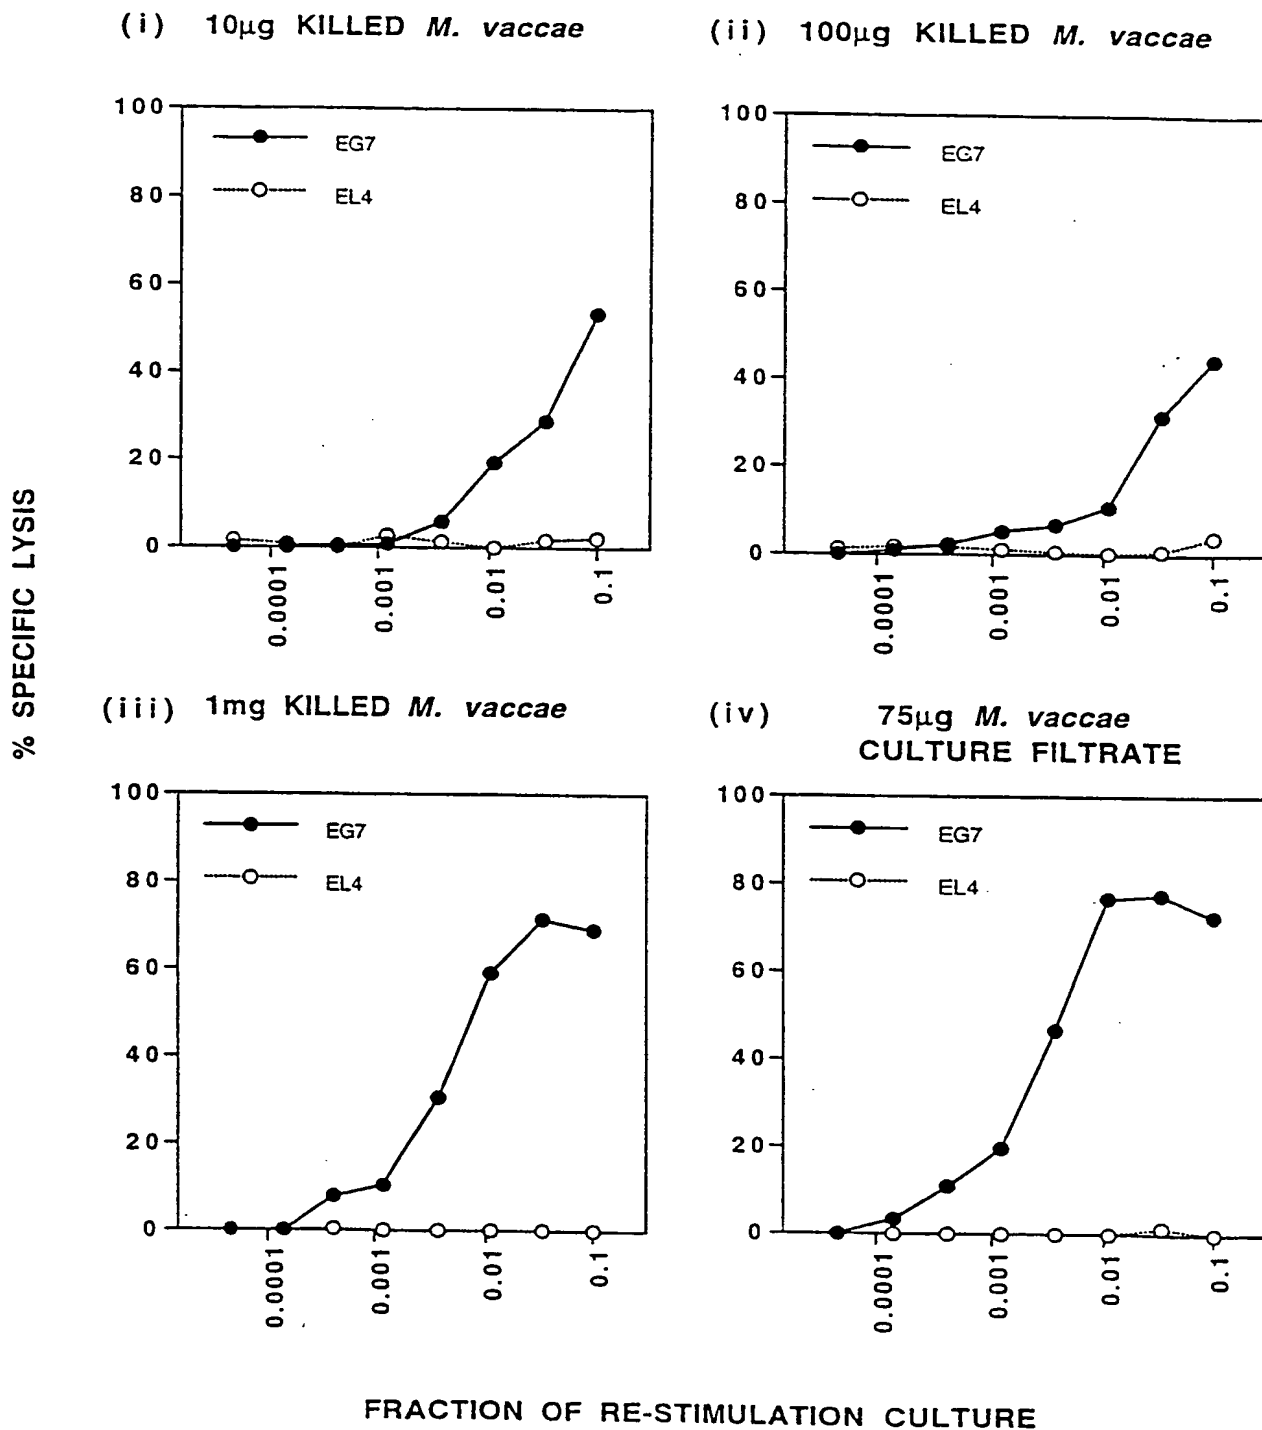 (i) 10µg KILLED M. vaccae
100
80
60
40
20
0
EG7
EL4
0.0001
0.001
0.01
0.1
(ii) 100µg KILLED M. vaccae
100
80
60
40
20
0
EG7
EL4
0.0001
0.001
0.01
0.1
% SPECIFIC LYSIS
(iii) 1mg KILLED M. vaccae
100
80
60
40
20
0
EG7
EL4
0.0001
0.001
0.01
0.1
(iv) 75µg M. vaccae
CULTURE FILTRATE
100
80
60
40
20
0
EG7
EL4
0.0001
0.001
0.01
0.1
FRACTION OF RE-STIMULATION CULTURE